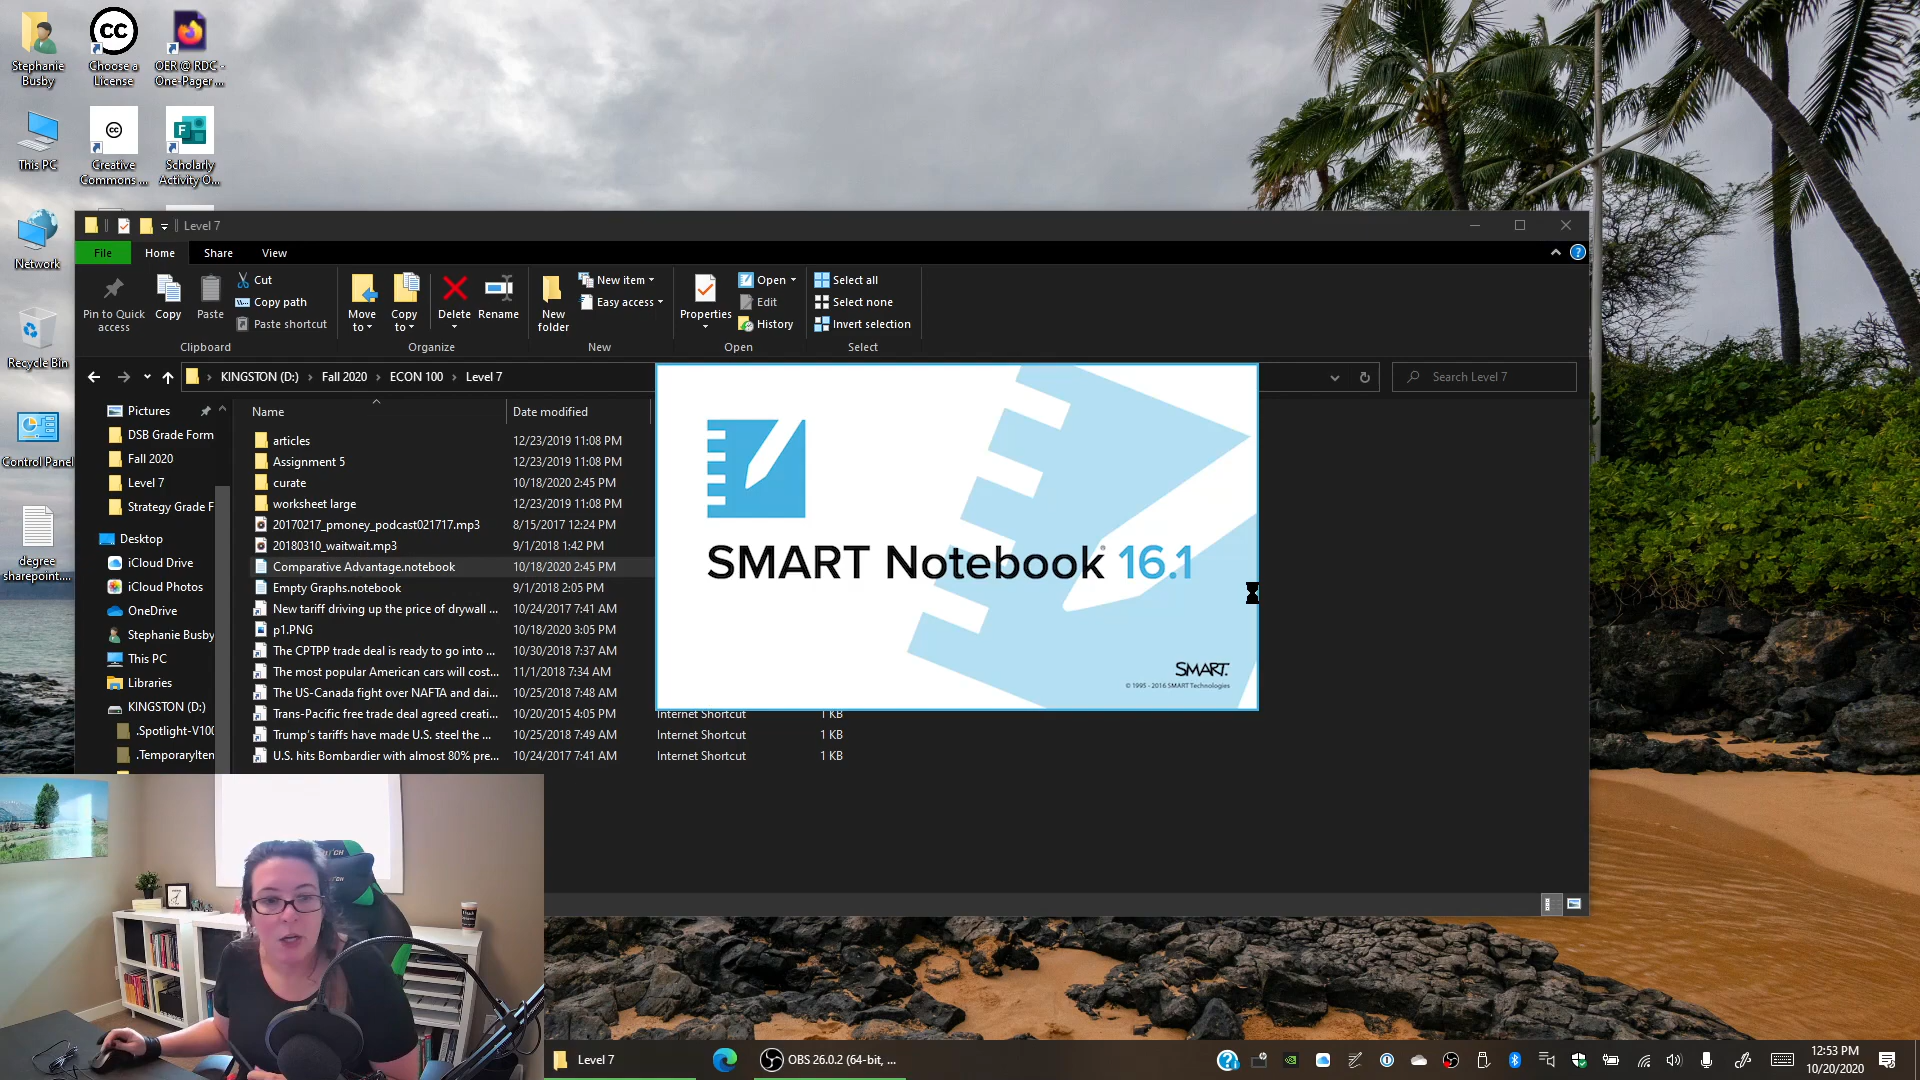 Stephanie Busby
Choose a License
OER @ RDC - One-Pager ...
This PC
Creative Commons ...
Scholarly Activity O...
Network
Recycle Bin
Control Panel
degree sharepoint....
Level 7
File
Home
Share
View
Pin to Quick access
Copy
Paste
Cut
Copy path
Paste shortcut
Clipboard
Move to
Copy to
Delete
Rename
Organize
New folder
New item
Easy access
New
Properties
Open
Edit
History
Open
Select all
Select none
Invert selection
Select
KINGSTON (D:) Fall 2020 ECON 100 Level 7
Search Level 7
Pictures
DSB Grade Form
Fall 2020
Level 7
Strategy Grade F
Desktop
iCloud Drive
iCloud Photos
OneDrive
Stephanie Busby
This PC
Libraries
KINGSTON (D:)
.Spotlight-V100
.TemporaryItem
Name Date modified
articles 12/23/2019 11:08 PM
Assignment 5 12/23/2019 11:08 PM
curate 10/18/2020 2:45 PM
worksheet large 12/23/2019 11:08 PM
20170217_pmoney_podcast021717.mp3 8/15/2017 12:24 PM
20180310_waitwait.mp3 9/1/2018 1:42 PM
Comparative Advantage.notebook 10/18/2020 2:45 PM
Empty Graphs.notebook 9/1/2018 2:05 PM
New tariff driving up the price of drywall ... 10/24/2017 7:41 AM
p1.PNG 10/18/2020 3:05 PM
The CPTPP trade deal is ready to go into ... 10/30/2018 7:37 AM
The most popular American cars will cost... 11/1/2018 7:34 AM
The US-Canada fight over NAFTA and dai... 10/25/2018 7:48 AM
Trans-Pacific free trade deal agreed creati... 10/20/2015 4:05 PM Internet Shortcut 1 KB
Trump's tariffs have made U.S. steel the ... 10/25/2018 7:49 AM Internet Shortcut 1 KB
U.S. hits Bombardier with almost 80% pre... 10/24/2017 7:41 AM Internet Shortcut 1 KB
SMART Notebook 16.1
SMART
© 1995 - 2016 SMART Technologies
Level 7
OBS 26.0.2 (64-bit, ...
12:53 PM
10/20/2020